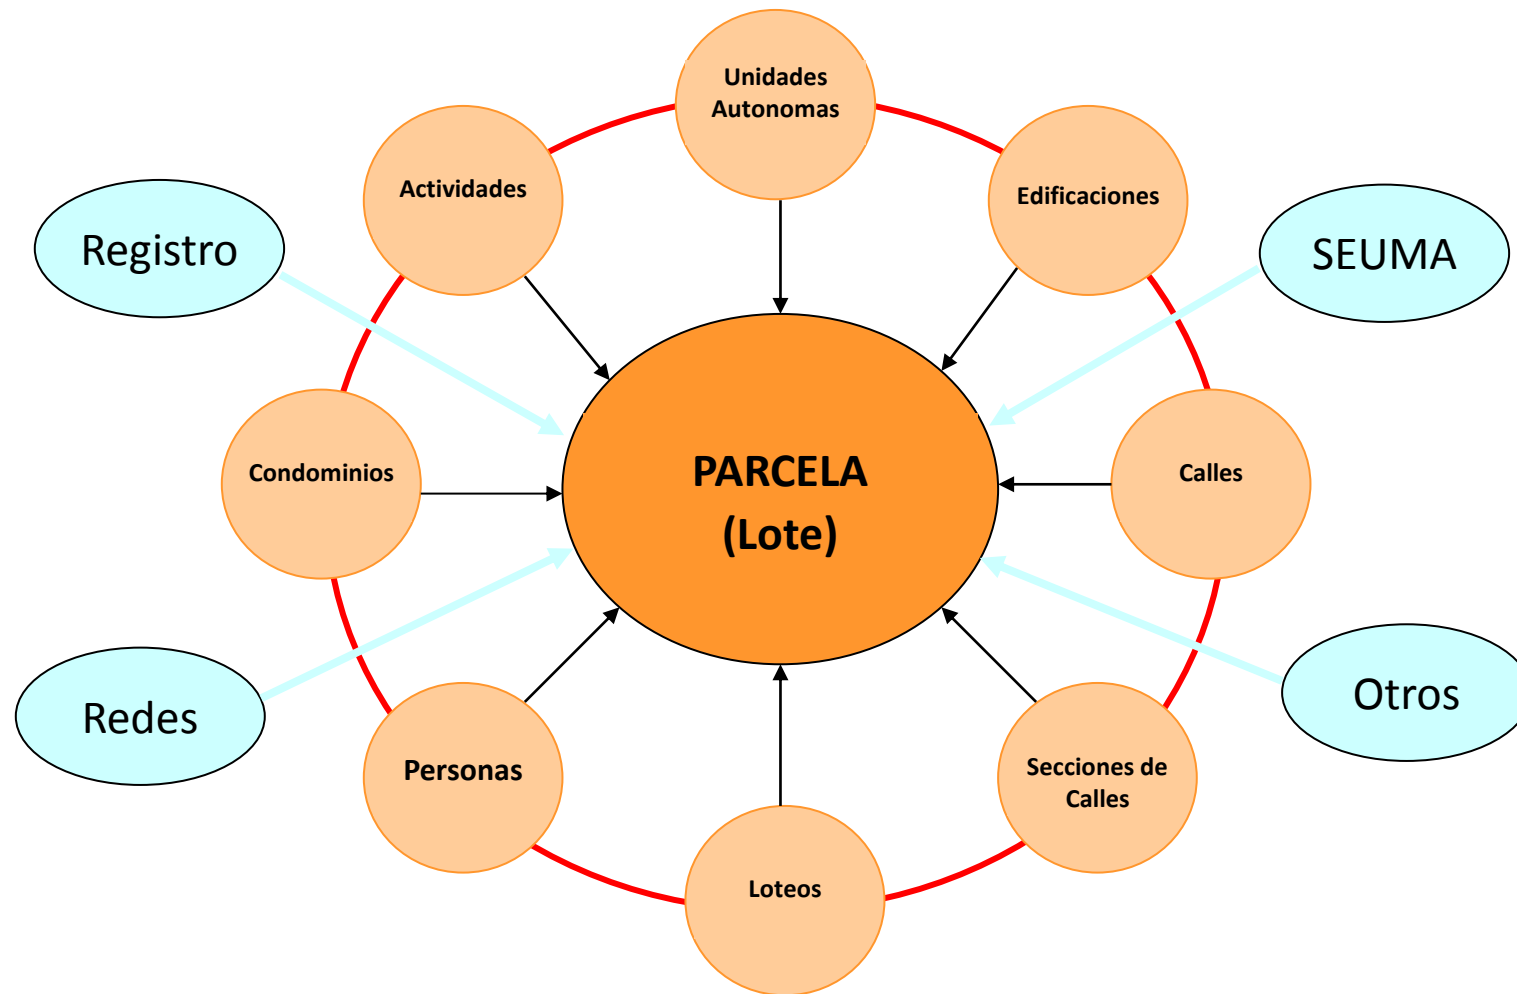 Unidades
Autonomas
Actividades
Edificaciones
Registro
SEUMA
Condominios
PARCELA
(Lote)
Calles
Redes
Personas
Secciones de
Calles
Otros
Loteos